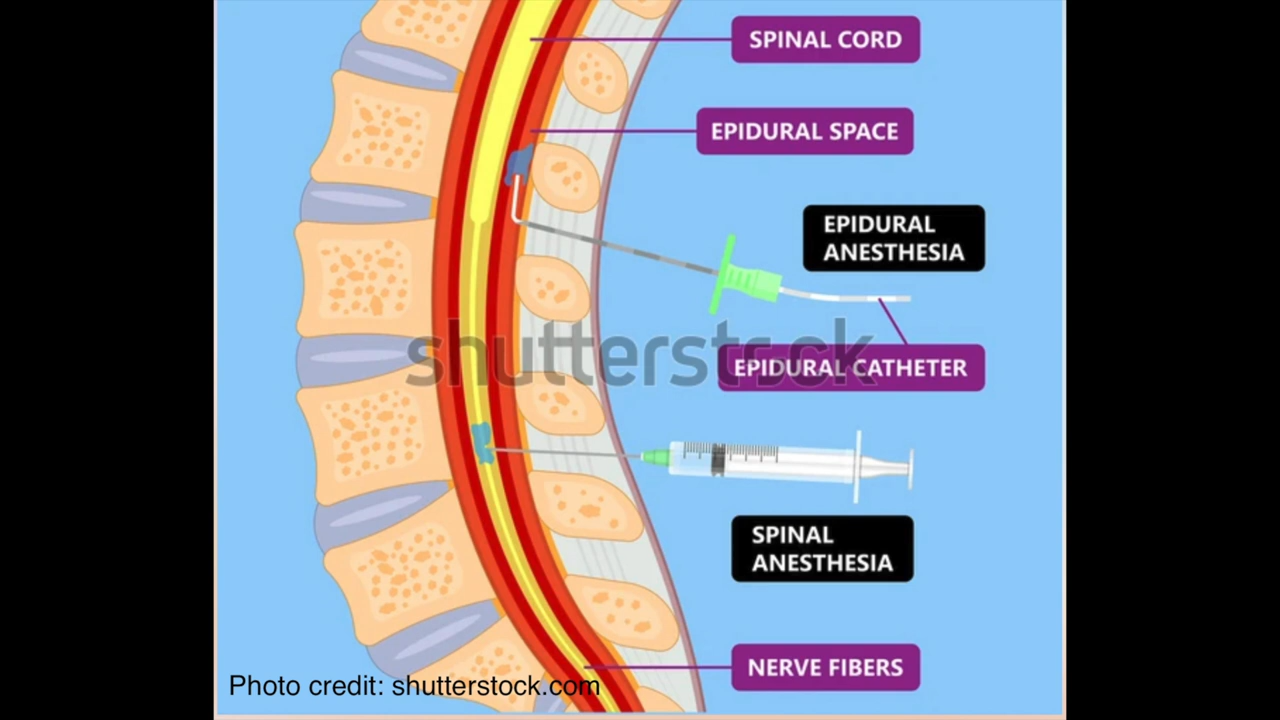 SPINAL CORD
EPIDURAL SPACE
EPIDURAL
ANESTHESIA
shutterstock
EPIDURAL CATHETER
SPINAL
ANESTHESIA
NERVE FIBERS
Photo credit: shutterstock.com